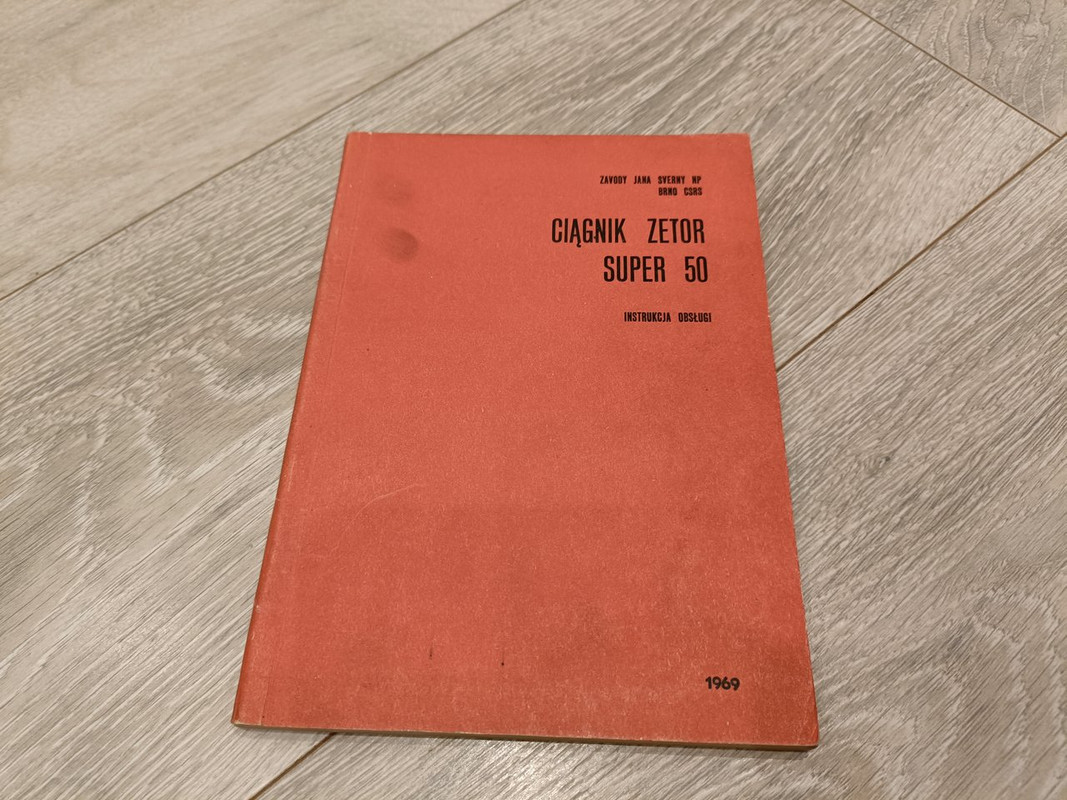 ZAVODY JANA SVERNY NP
BRNO CSRS
CIĄGNIK ZETOR
SUPER 50
INSTRUKCJA OBSŁUGI
1969